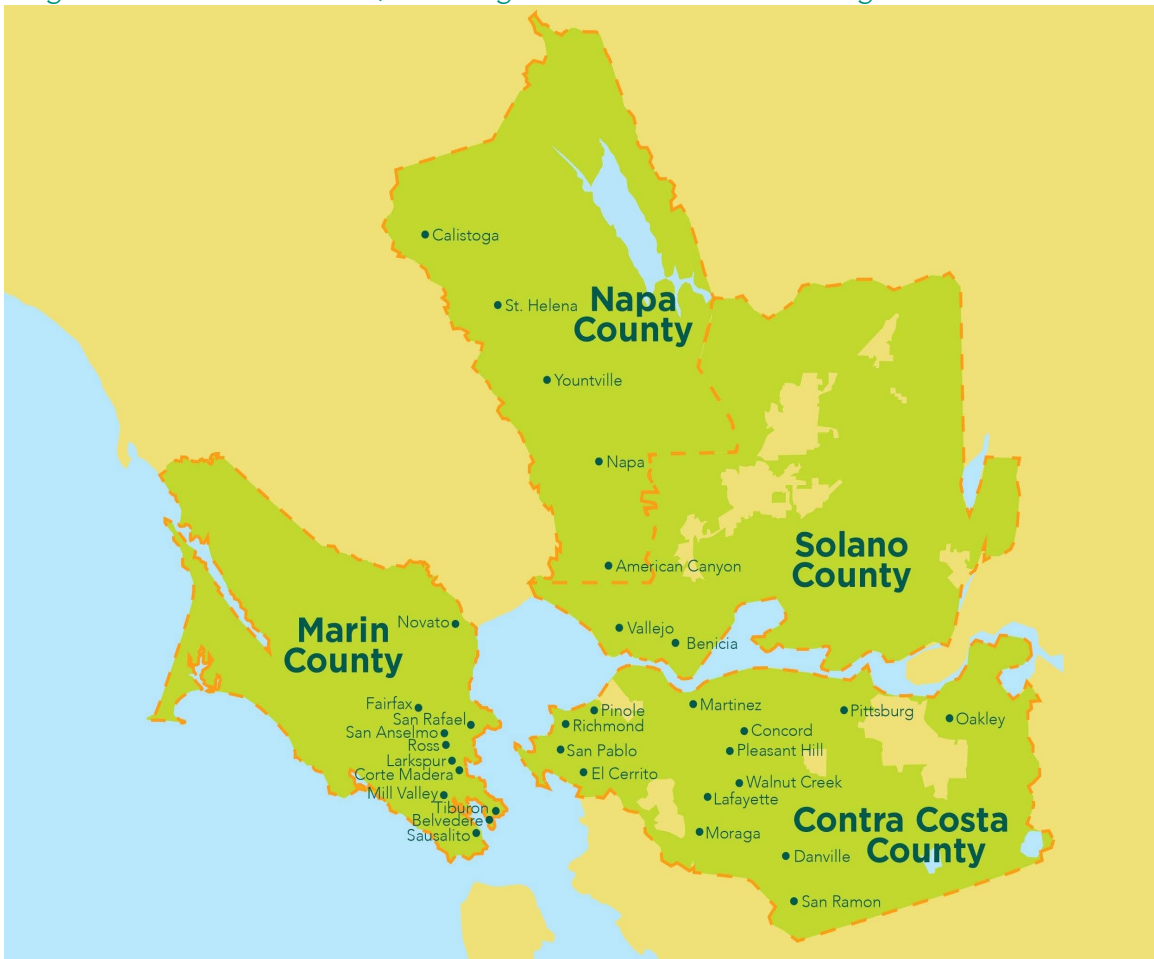 Calistoga
St. Helena
Napa
County
Yountville
Napa
American Canyon
Solano
County
Vallejo
Benicia
Novato
Marin
County
Fairfax
San Rafael
San Anselmo
Ross
Larkspur
Corte Madera
Mill Valley
Tiburon
Belvedere
Sausalito
Pinole
Richmond
San Pablo
El Cerrito
Martinez
Concord
Pleasant Hill
Walnut Creek
Lafayette
Moraga
Danville
San Ramon
Pittsburg
Oakley
Contra Costa
County